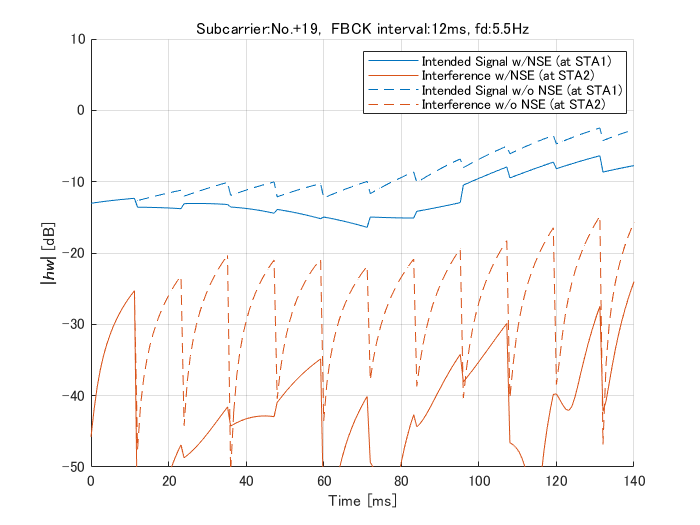 Subcarrier:No.+19, FBCK interval:12ms, fd:5.5Hz
Intended Signal w/NSE (at STA1)
Interference w/NSE (at STA2)
Intended Signal w/o NSE (at STA1)
Interference w/o NSE (at STA2)
|hw| [dB]
10
0
-10
-20
-30
-40
-50
0 20 40 60 80 100 120 140
Time [ms]